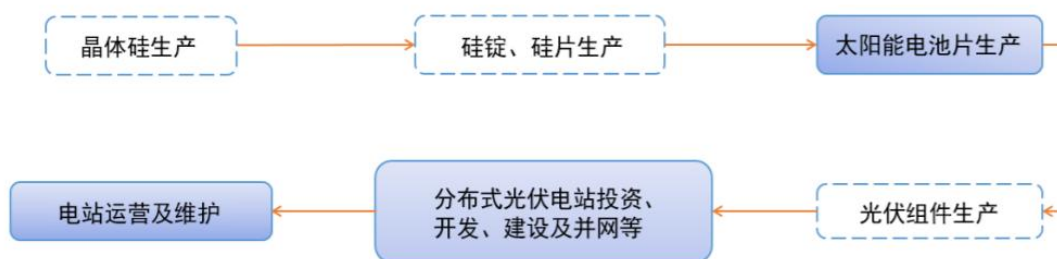 晶体硅生产
硅锭、硅片生产
太阳能电池片生产
光伏组件生产
分布式光伏电站投资、
开发、建设及并网等
电站运营及维护